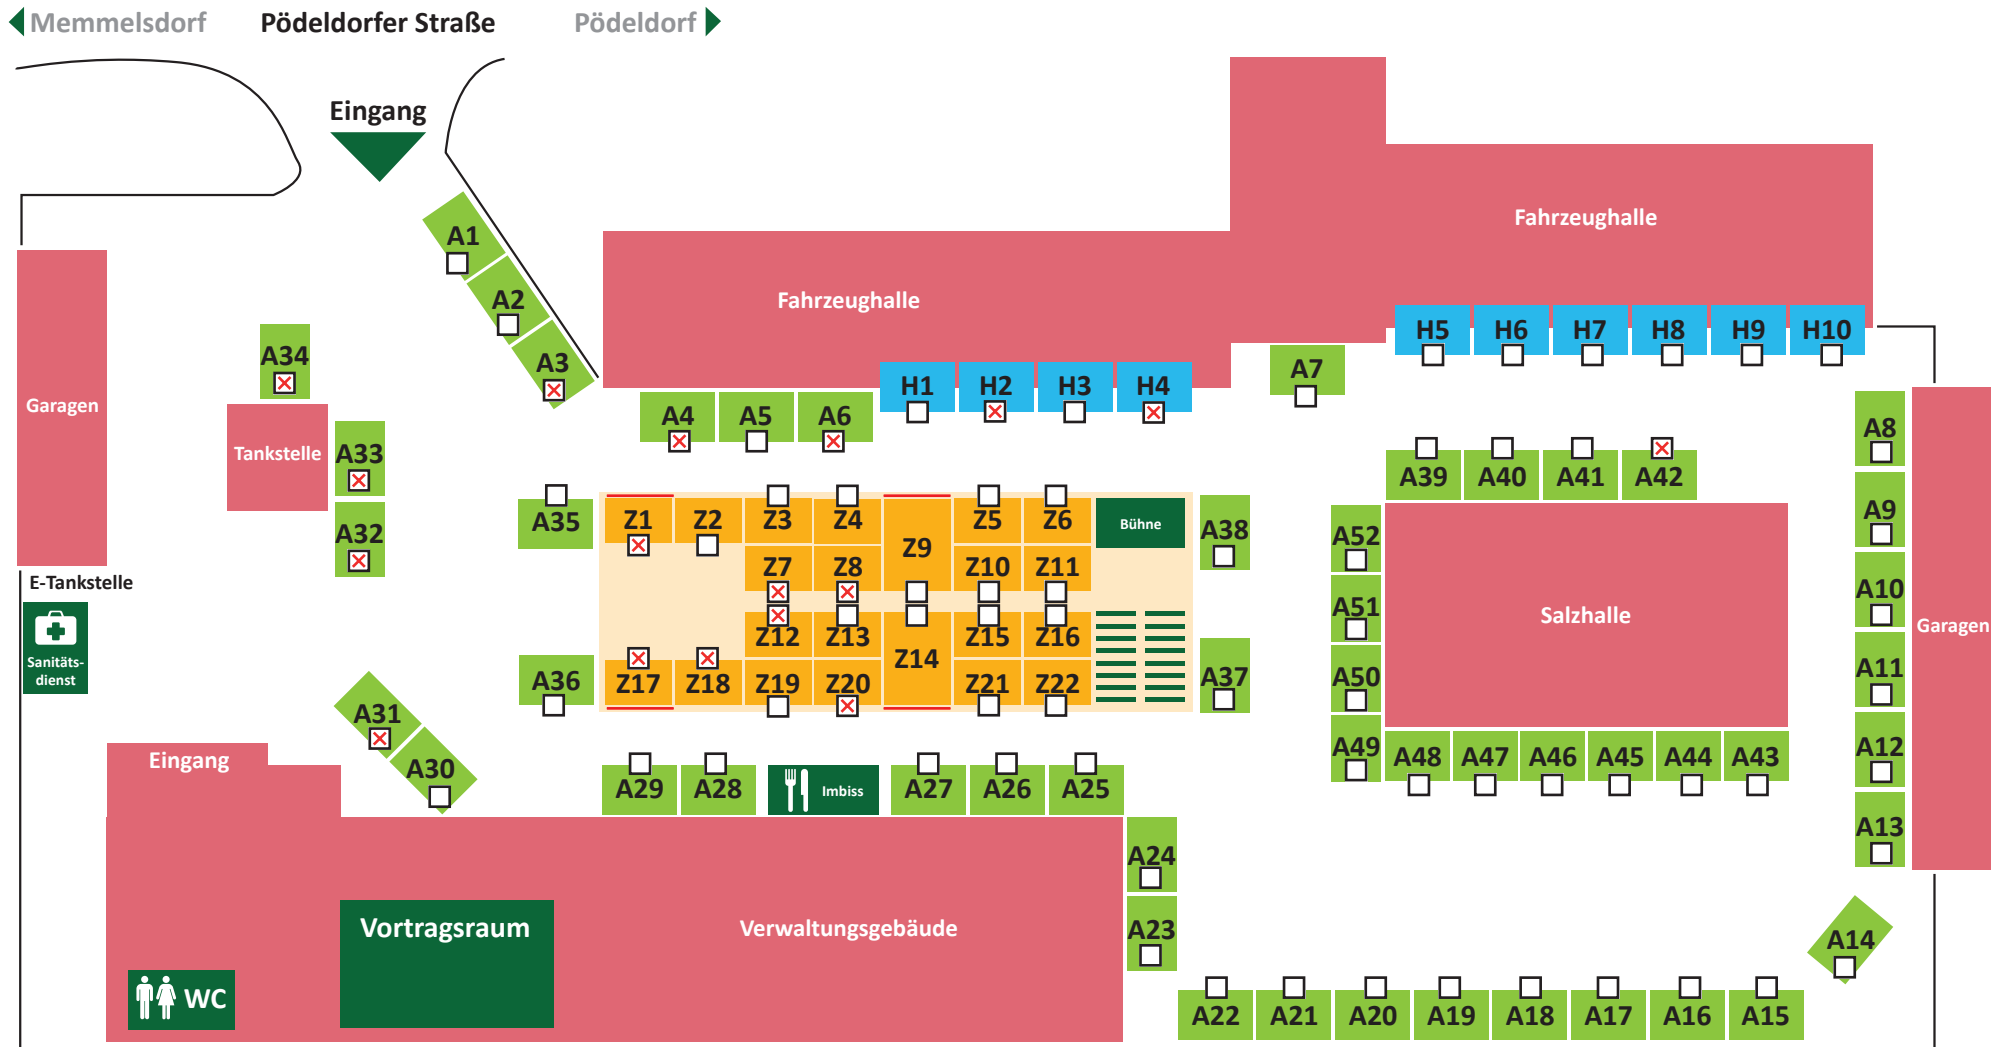 Memmelsdorf Pödeldorfer Straße Pödeldorf
Eingang
Fahrzeughalle
A1
A2
A3
Fahrzeughalle
H5 H6 H7 H8 H9 H10
A34
A7
H1 H2 H3 H4
Garagen
A4 A5 A6
A8
Tankstelle
A33
A39 A40 A41 A42
A9
A35
Z1 Z2 Z3 Z4 Z5 Z6
Bühne
A38
A32
A52
Z9
Z7 Z8 Z10 Z11
E-Tankstelle
A10
A51
Salzhalle
Garagen
Z12 Z13 Z15 Z16
Z14
Sanitäts-
dienst
A36
Z17 Z18 Z19 Z20 Z21 Z22
A37
A50
A11
A31
A49
A12
Eingang
A30
A48 A47 A46 A45 A44 A43
A29 A28
Imbiss
A27 A26 A25
A13
A24
Vortragsraum
Verwaltungsgebäude
A23
A14
WC
A22 A21 A20 A19 A18 A17 A16 A15